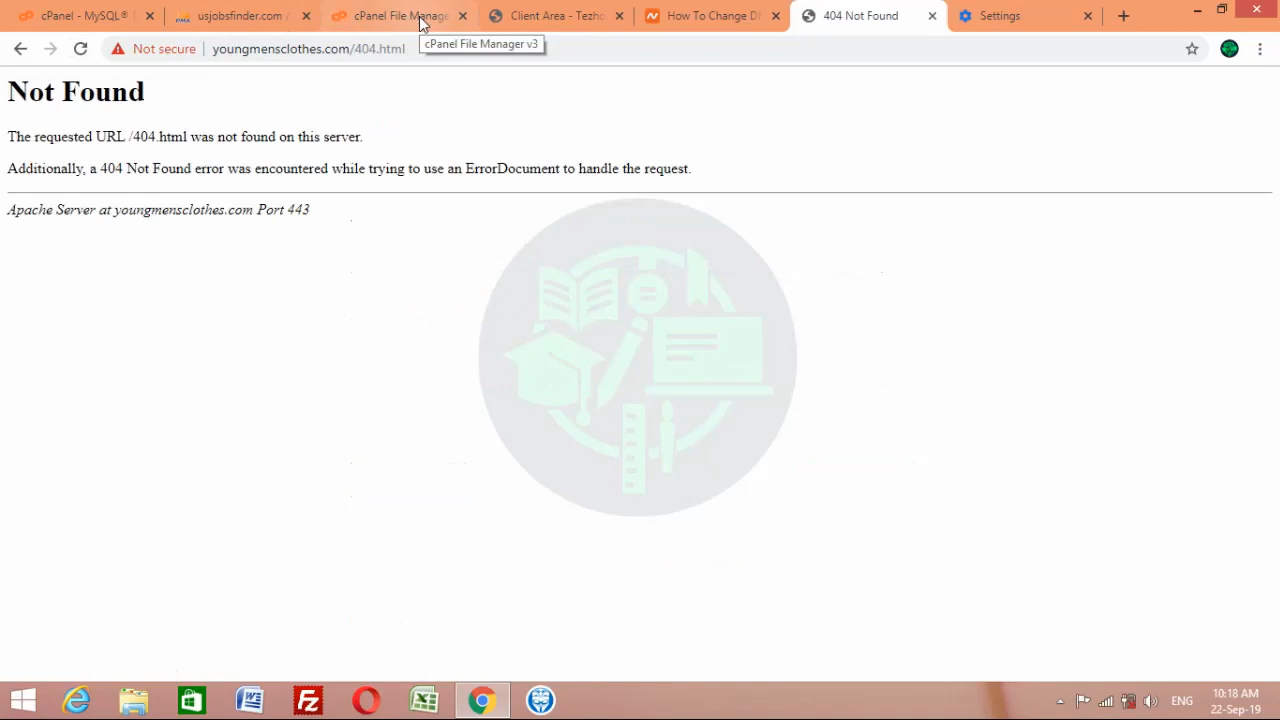 cPanel - MySQL® D
usjobsfinder.com /
cPanel File Manage
Client Area - Tezho
How To Change DN
404 Not Found
Settings
Not secure
youngmensclothes.com/404.html
cPanel File Manager v3
Not Found
The requested URL /404.html was not found on this server.
Additionally, a 404 Not Found error was encountered while trying to use an ErrorDocument to handle the request.
Apache Server at youngmensclothes.com Port 443
ENG
10:18 AM
22-Sep-19